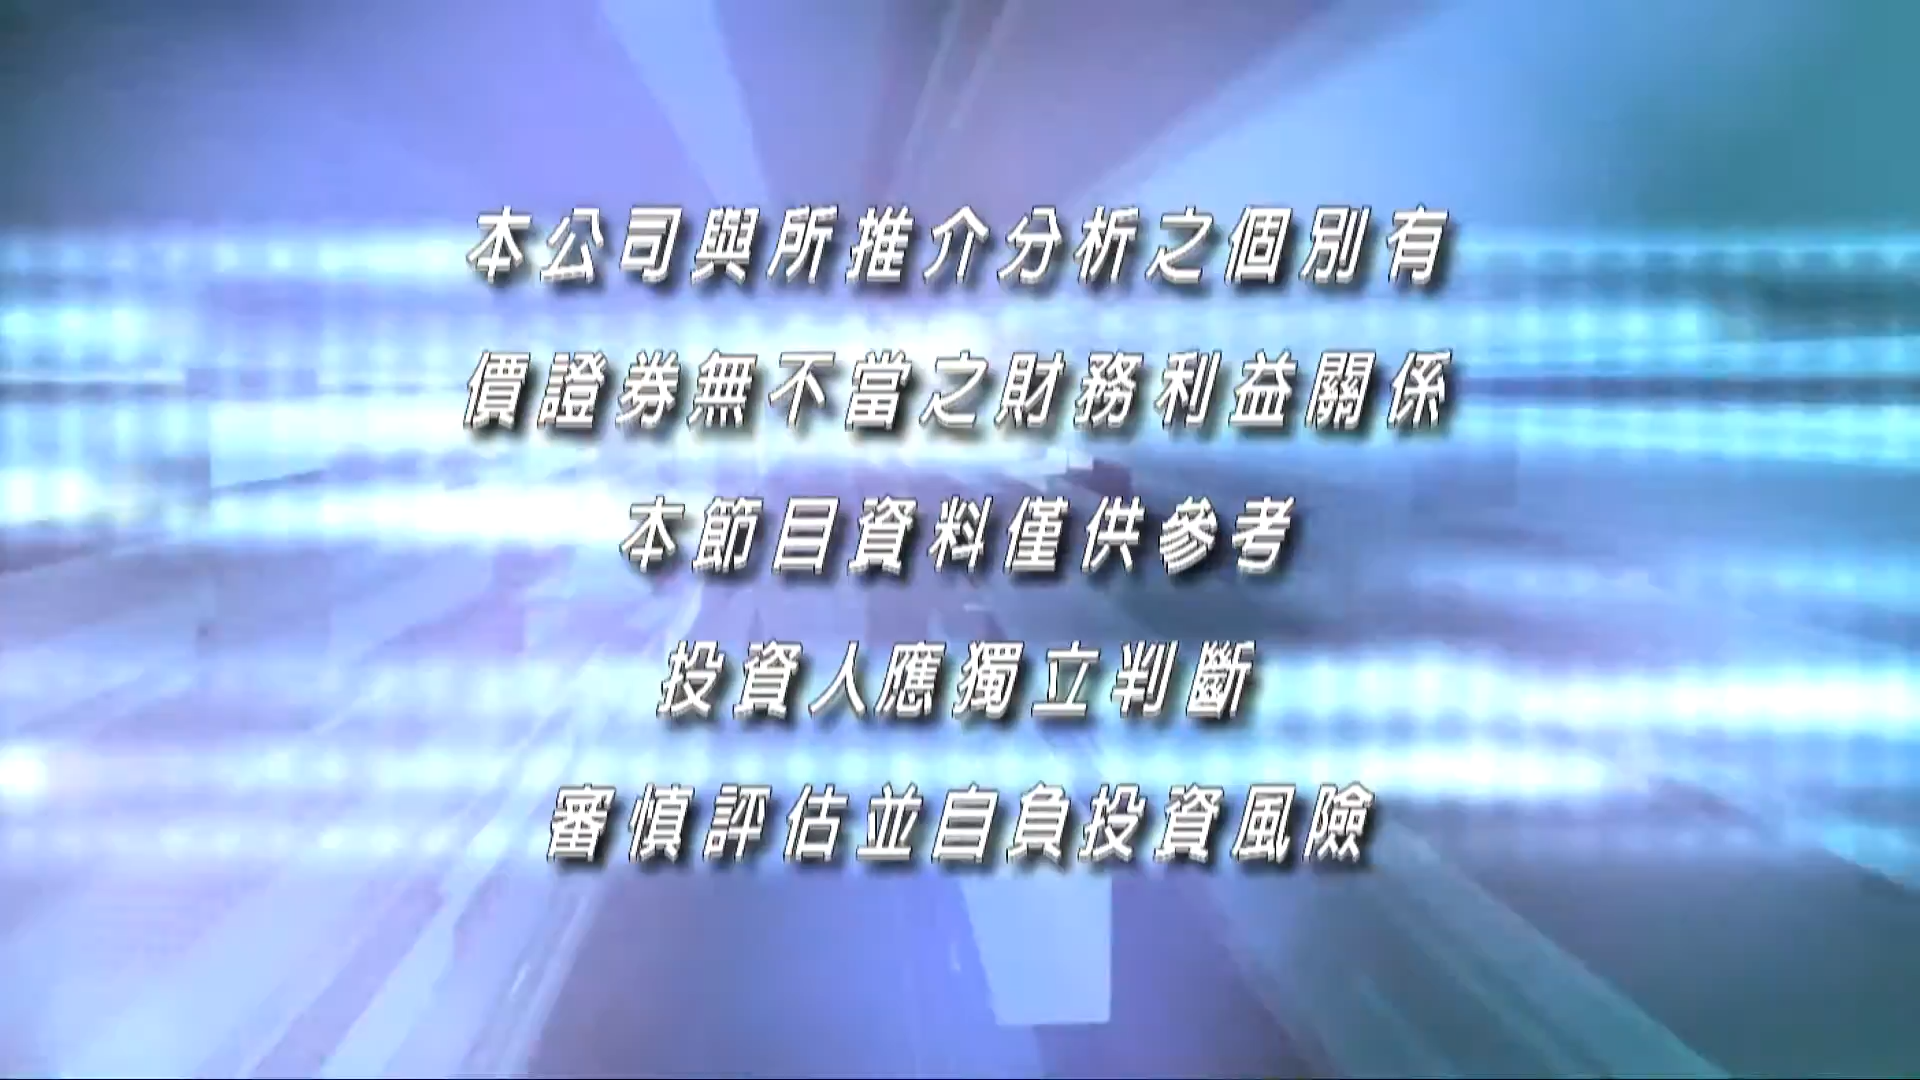 本公司與所推介分析之個別有
價證券無不當之財務利益關係
本節目資料僅供參考
投資人應獨立判斷
審慎評估並自負投資風險